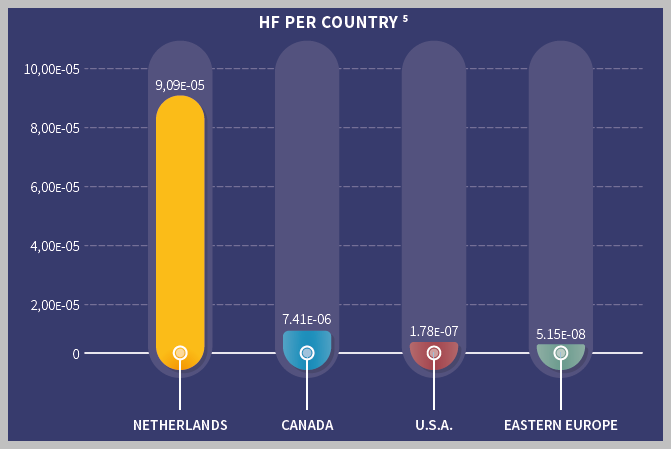 HF PER COUNTRY ⁵
10,00E-05
9,09E-05
8,00E-05
6,00E-05
4,00E-05
2,00E-05
7.41E-06
1.78E-07
5.15E-08
0
NETHERLANDS
CANADA
U.S.A.
EASTERN EUROPE